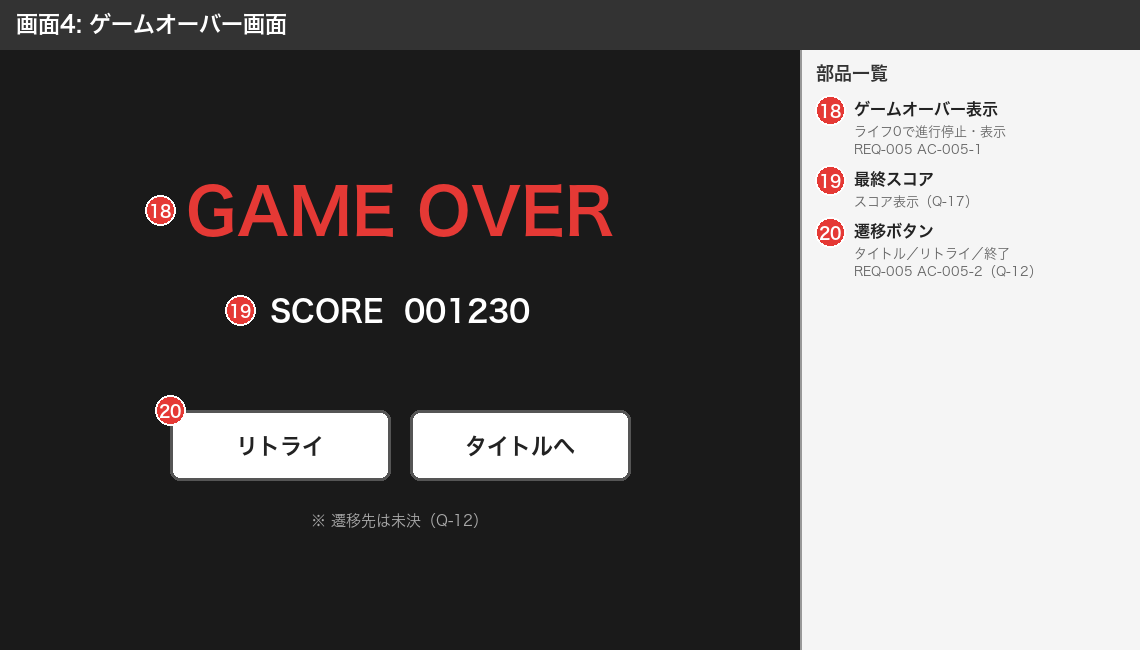 画面4: ゲームオーバー画面
18 GAME OVER
19 SCORE 001230
20
リトライ タイトルへ
※ 遷移先は未決（Q-12）
部品一覧
18 ゲームオーバー表示
ライフ0で進行停止・表示
REQ-005 AC-005-1
19 最終スコア
スコア表示（Q-17）
20 遷移ボタン
タイトル／リトライ／終了
REQ-005 AC-005-2（Q-12）